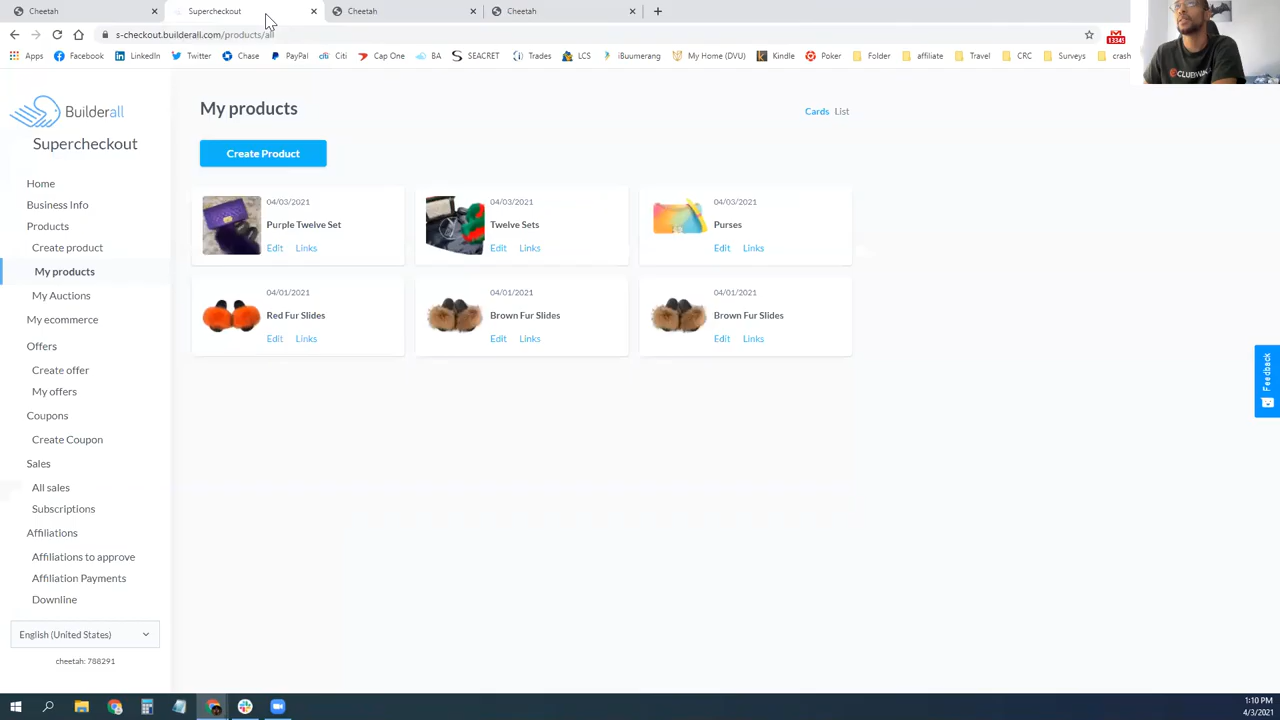 Cheetah
Supercheckout
Cheetah
Cheetah
s-checkout.builderall.com/products/all
Apps
Facebook
LinkedIn
Twitter
Chase
PayPal
citi Citi
Cap One
BA
SEACRET
Trades
LCS
iBuumerang
My Home (DVU)
Kindle
Poker
Folder
affiliate
Travel
CRC
Surveys
crash
13345
Builderall
Supercheckout
Home
Business Info
Products
Create product
My products
My Auctions
My ecommerce
Offers
Create offer
My offers
Coupons
Create Coupon
Sales
All sales
Subscriptions
Affiliations
Affiliations to approve
Affiliation Payments
Downline
English (United States)
cheetah: 788291
My products
Cards List
Create Product
04/03/2021
Purple Twelve Set
Edit Links
04/03/2021
Twelve Sets
Edit Links
04/03/2021
Purses
Edit Links
04/01/2021
Red Fur Slides
Edit Links
04/01/2021
Brown Fur Slides
Edit Links
04/01/2021
Brown Fur Slides
Edit Links
Feedback
1:10 PM
4/3/2021